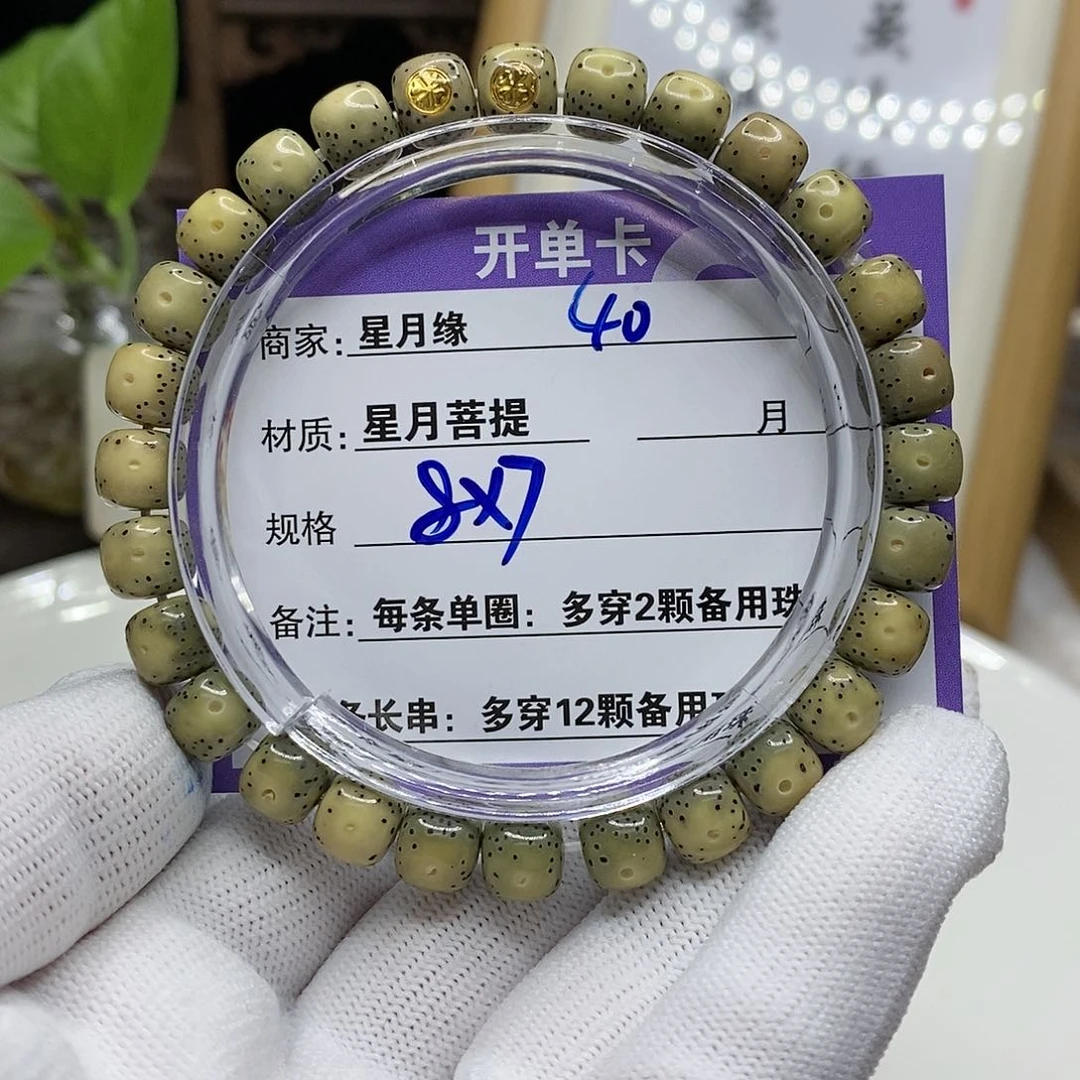 开单卡
商家：星月缘 40
材质：星月菩提 月
规格 8X7
备注：每条单圈：多穿2颗备用珠
长串：多穿12颗备用